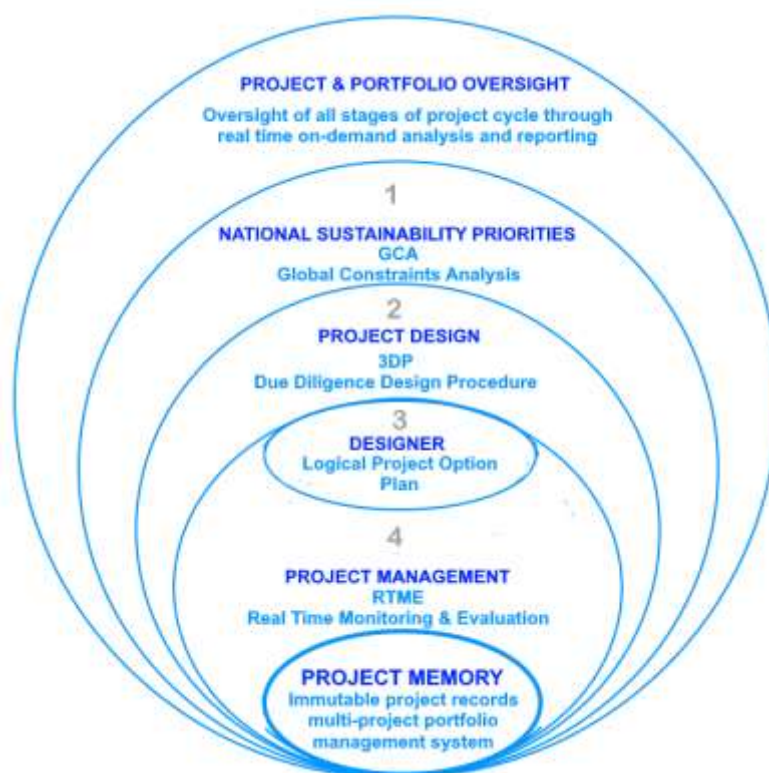 PROJECT & PORTFOLIO OVERSIGHT
Oversight of all stages of project cycle through
real time on-demand analysis and reporting
1
NATIONAL SUSTAINABILITY PRIORITIES
GCA
Global Constraints Analysis
2
PROJECT DESIGN
3DP
Due Diligence Design Procedure
3
DESIGNER
Logical Project Option
Plan
4
PROJECT MANAGEMENT
RTME
Real Time Monitoring & Evaluation
PROJECT MEMORY
Immutable project records
multi-project portfolio
management system